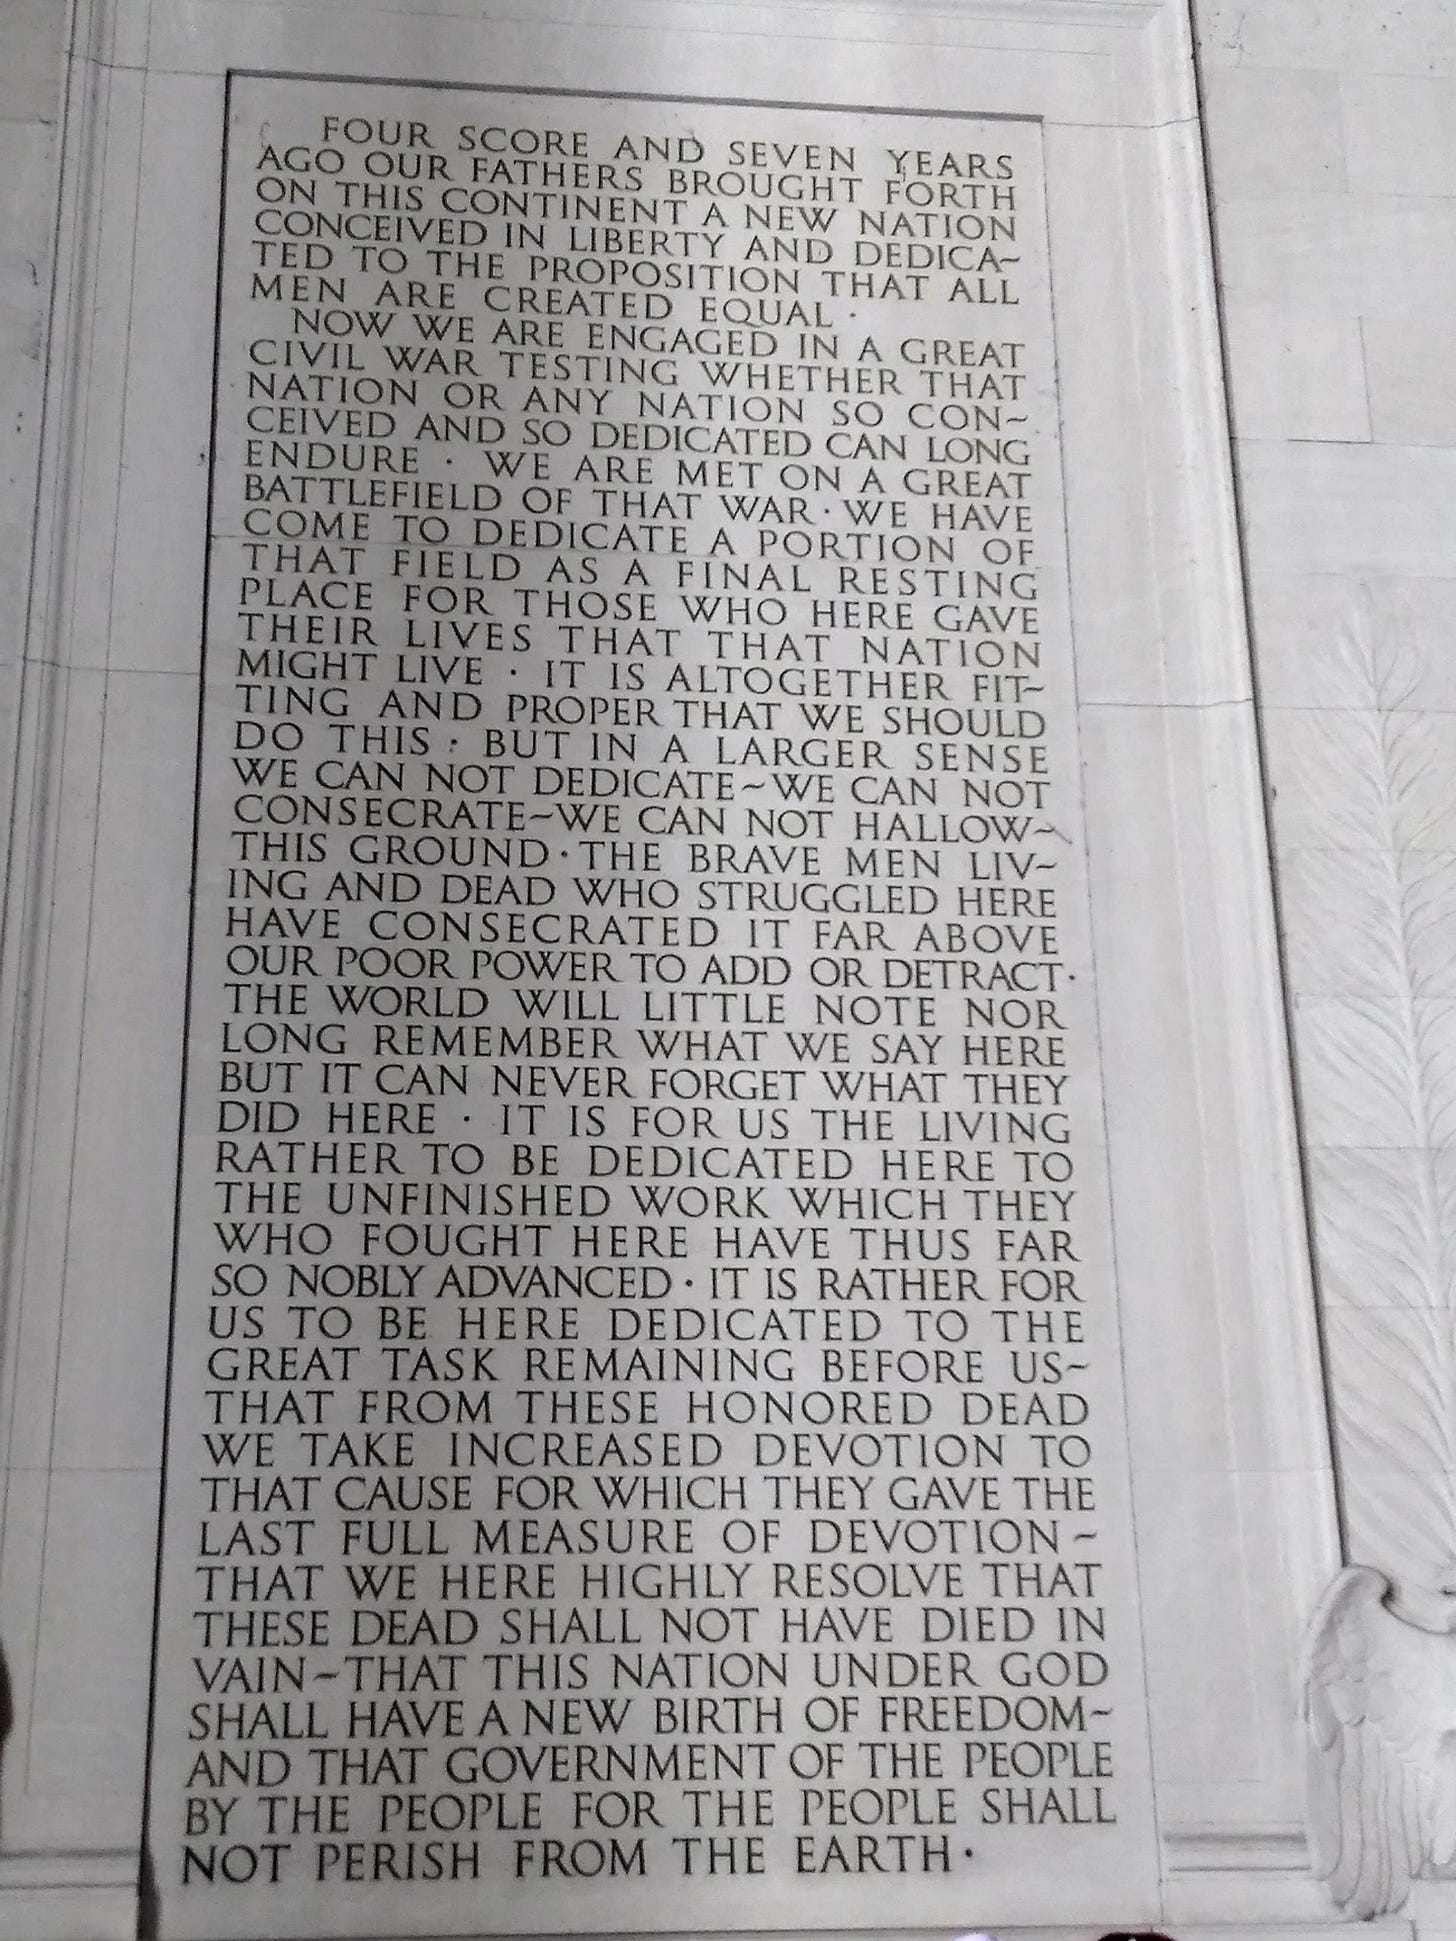 FOUR SCORE AND SEVEN YEARS
AGO OUR FATHERS BROUGHT FORTH
ON THIS CONTINENT A NEW NATION
CONCEIVED IN LIBERTY AND DEDICA~
TED TO THE PROPOSITION THAT ALL
MEN ARE CREATED EQUAL ·
NOW WE ARE ENGAGED IN A GREAT
CIVIL WAR TESTING WHETHER THAT
NATION OR ANY NATION SO CON~
CEIVED AND SO DEDICATED CAN LONG
ENDURE · WE ARE MET ON A GREAT
BATTLEFIELD OF THAT WAR · WE HAVE
COME TO DEDICATE A PORTION OF
THAT FIELD AS A FINAL RESTING
PLACE FOR THOSE WHO HERE GAVE
THEIR LIVES THAT THAT NATION
MIGHT LIVE · IT IS ALTOGETHER FIT~
TING AND PROPER THAT WE SHOULD
DO THIS · BUT IN A LARGER SENSE
WE CAN NOT DEDICATE~WE CAN NOT
CONSECRATE~WE CAN NOT HALLOW~
THIS GROUND · THE BRAVE MEN LIV~
ING AND DEAD WHO STRUGGLED HERE
HAVE CONSECRATED IT FAR ABOVE
OUR POOR POWER TO ADD OR DETRACT ·
THE WORLD WILL LITTLE NOTE NOR
LONG REMEMBER WHAT WE SAY HERE
BUT IT CAN NEVER FORGET WHAT THEY
DID HERE · IT IS FOR US THE LIVING
RATHER TO BE DEDICATED HERE TO
THE UNFINISHED WORK WHICH THEY
WHO FOUGHT HERE HAVE THUS FAR
SO NOBLY ADVANCED · IT IS RATHER FOR
US TO BE HERE DEDICATED TO THE
GREAT TASK REMAINING BEFORE US~
THAT FROM THESE HONORED DEAD
WE TAKE INCREASED DEVOTION TO
THAT CAUSE FOR WHICH THEY GAVE THE
LAST FULL MEASURE OF DEVOTION~
THAT WE HERE HIGHLY RESOLVE THAT
THESE DEAD SHALL NOT HAVE DIED IN
VAIN~THAT THIS NATION UNDER GOD
SHALL HAVE A NEW BIRTH OF FREEDOM~
AND THAT GOVERNMENT OF THE PEOPLE
BY THE PEOPLE FOR THE PEOPLE SHALL
NOT PERISH FROM THE EARTH ·